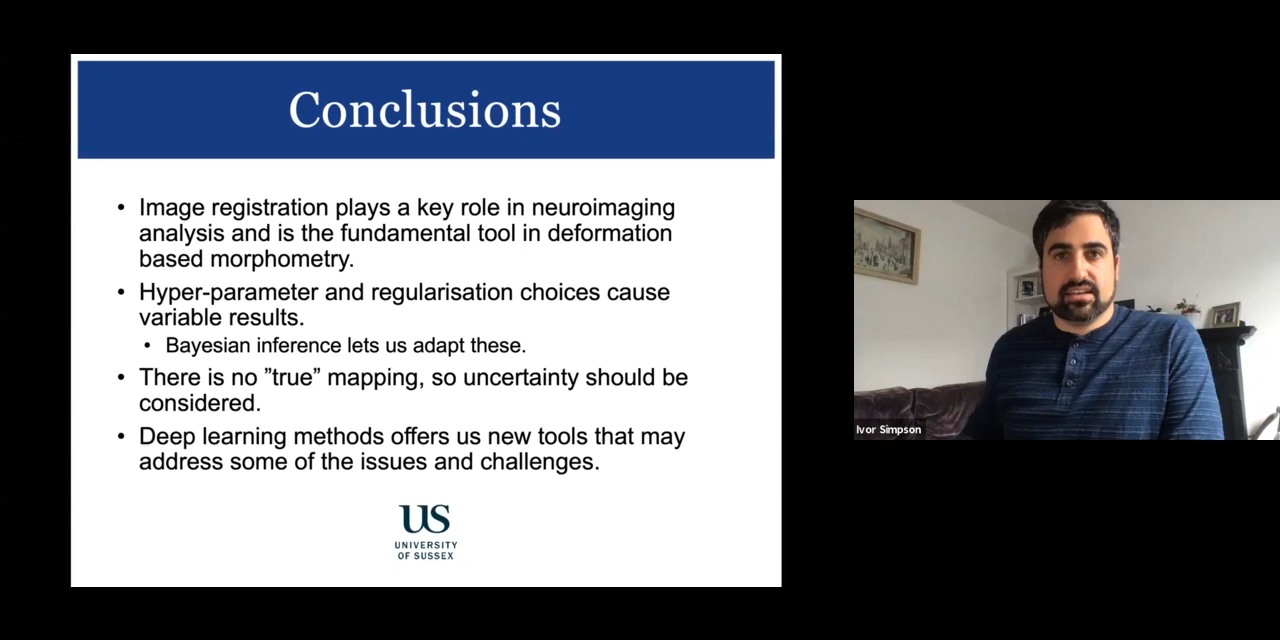 Conclusions
• Image registration plays a key role in neuroimaging
analysis and is the fundamental tool in deformation
based morphometry.
• Hyper-parameter and regularisation choices cause
variable results.
• Bayesian inference lets us adapt these.
• There is no ”true” mapping, so uncertainty should be
considered.
• Deep learning methods offers us new tools that may
address some of the issues and challenges.
US
UNIVERSITY
OF SUSSEX
Ivor Simpson